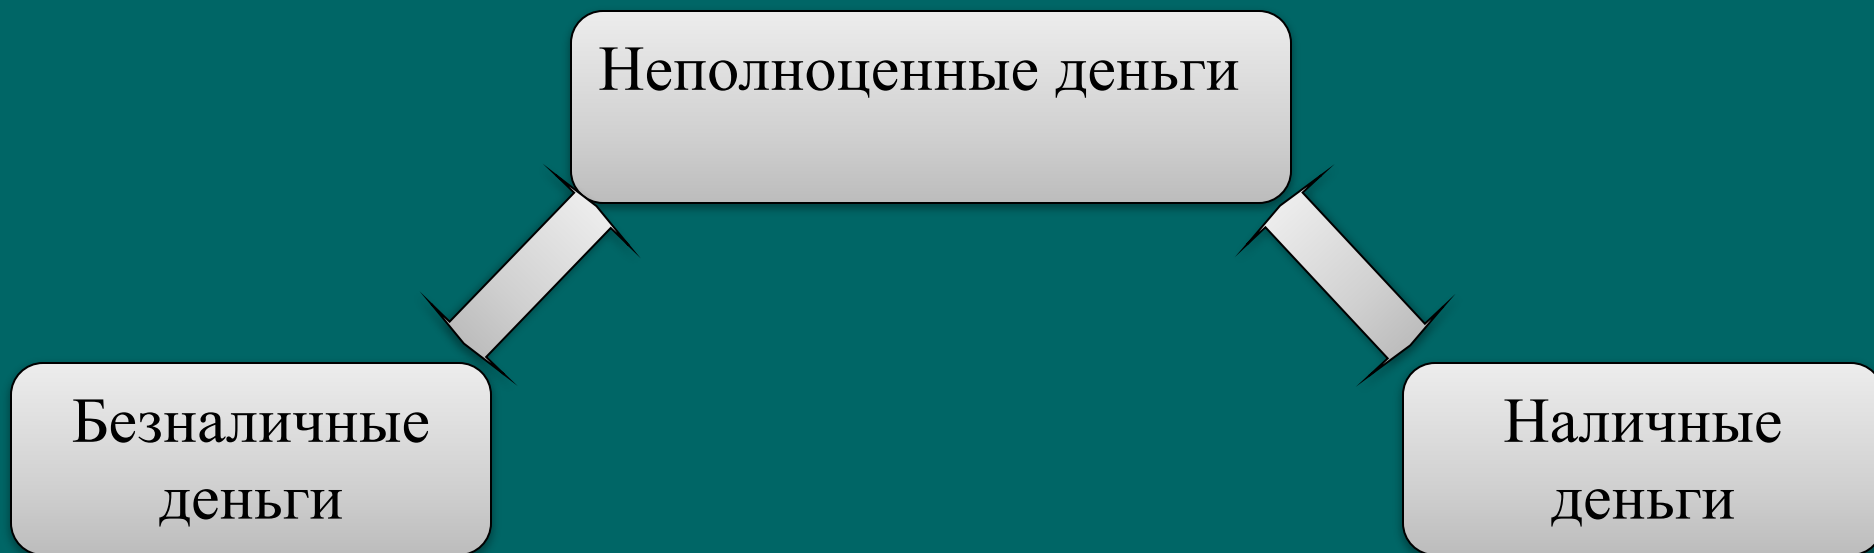 Неполноценные деньги
Безналичные
деньги
Наличные
деньги